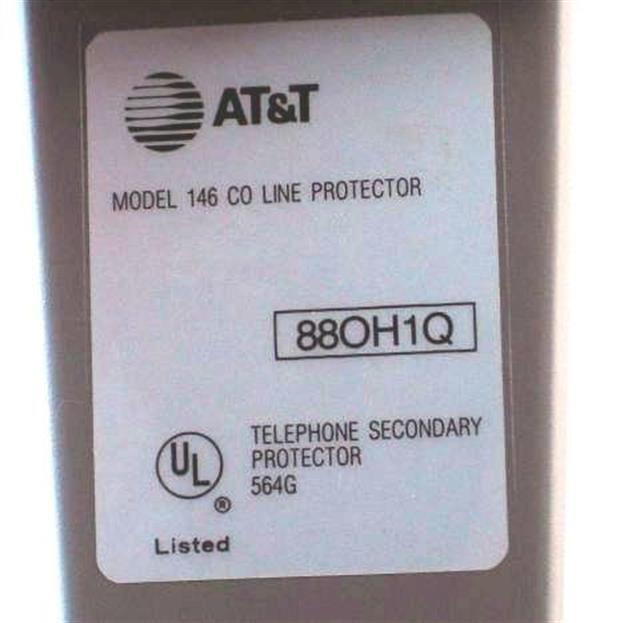 AT&T
MODEL 146 CO LINE PROTECTOR
88OH1Q
UL
®
Listed
TELEPHONE SECONDARY
PROTECTOR
564G